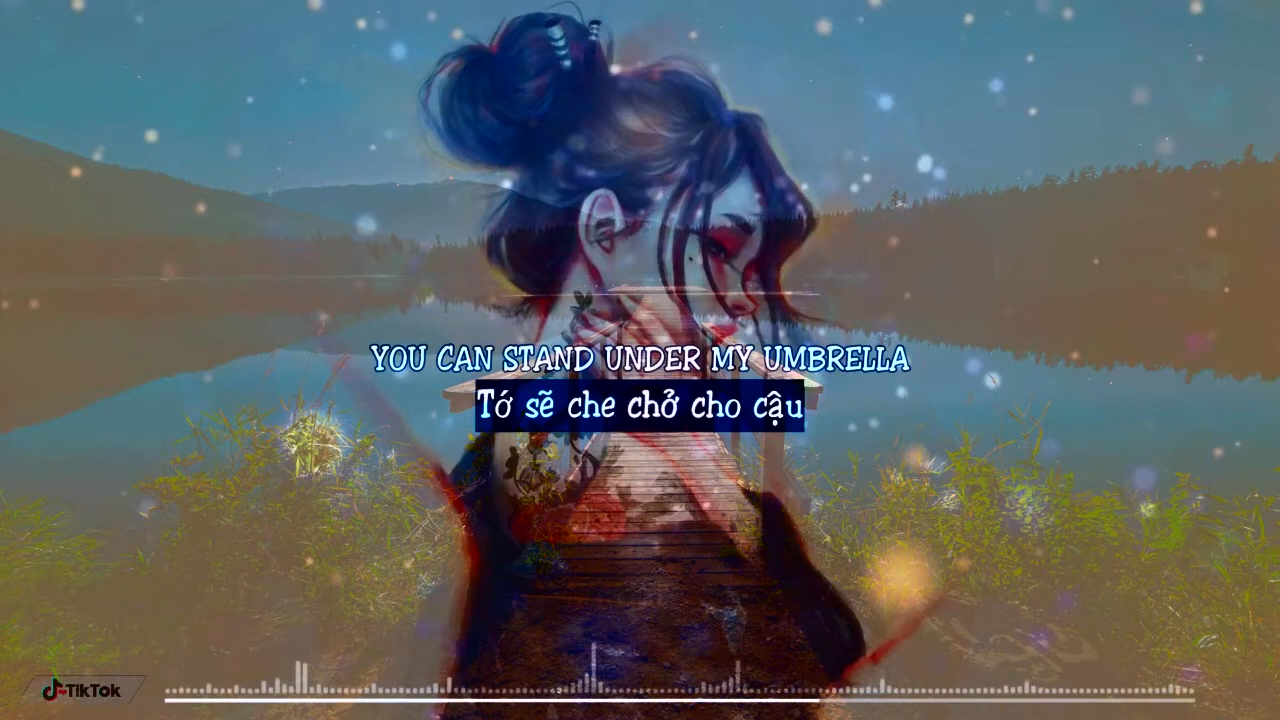 YOU CAN STAND UNDER MY UMBRELLA
Tớ sẽ che chở cho cậu
TikTok